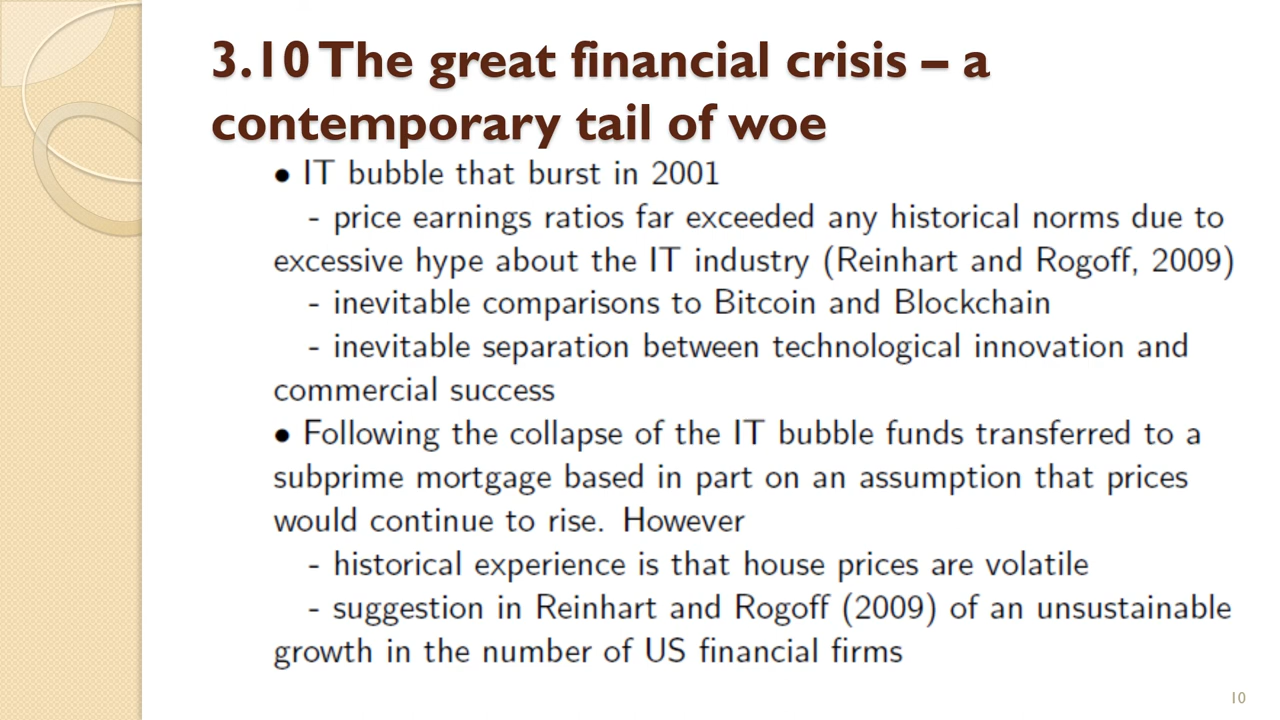 3.10 The great financial crisis – a
contemporary tail of woe
• IT bubble that burst in 2001
- price earnings ratios far exceeded any historical norms due to
excessive hype about the IT industry (Reinhart and Rogoff, 2009)
- inevitable comparisons to Bitcoin and Blockchain
- inevitable separation between technological innovation and
commercial success
• Following the collapse of the IT bubble funds transferred to a
subprime mortgage based in part on an assumption that prices
would continue to rise. However
- historical experience is that house prices are volatile
- suggestion in Reinhart and Rogoff (2009) of an unsustainable
growth in the number of US financial firms
10